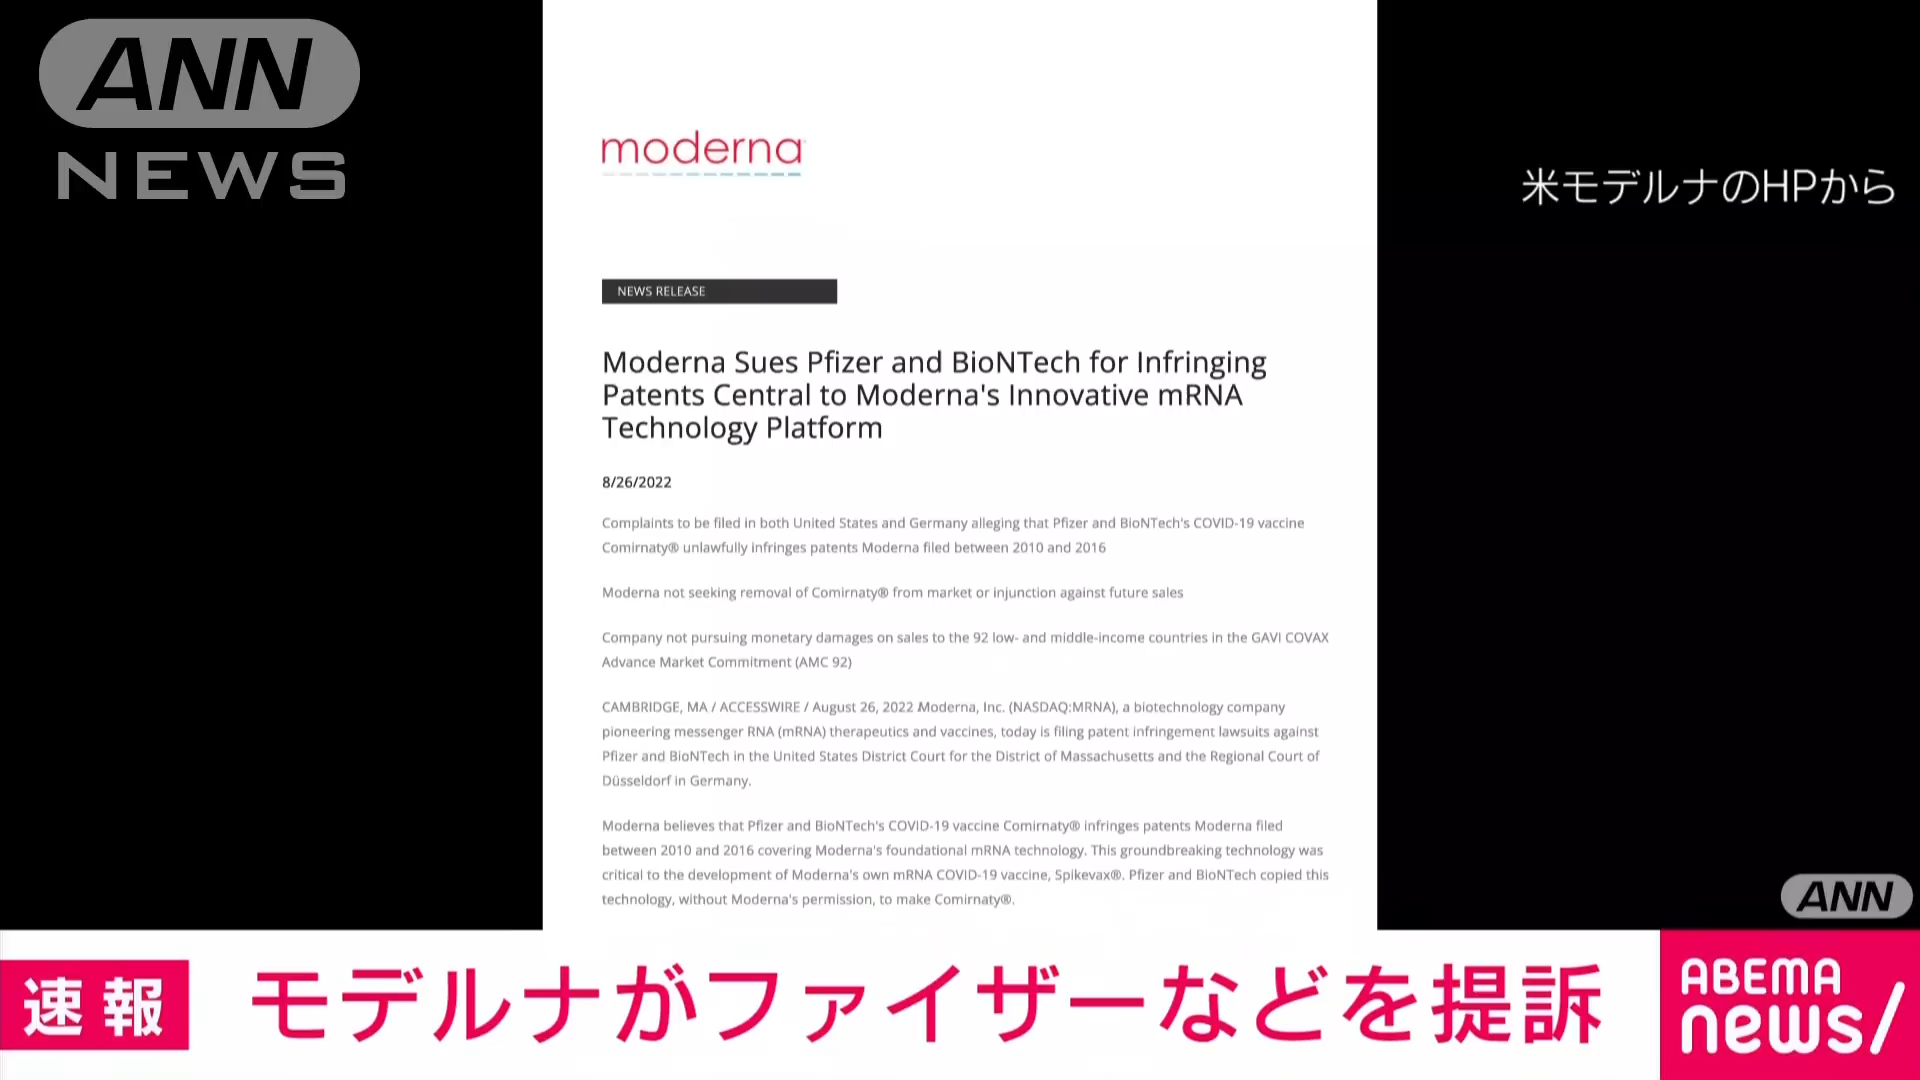 ANN
NEWS
米モデルナのHPから
moderna
NEWS RELEASE
Moderna Sues Pfizer and BioNTech for Infringing
Patents Central to Moderna's Innovative mRNA
Technology Platform
8/26/2022
Complaints to be filed in both United States and Germany alleging that Pfizer and BioNTech's COVID-19 vaccine
Comirnaty® unlawfully infringes patents Moderna filed between 2010 and 2016
Moderna not seeking removal of Comirnaty® from market or injunction against future sales
Company not pursuing monetary damages on sales to the 92 low- and middle-income countries in the GAVI COVAX
Advance Market Commitment (AMC 92)
CAMBRIDGE, MA / ACCESSWIRE / August 26, 2022 Moderna, Inc. (NASDAQ:MRNA), a biotechnology company
pioneering messenger RNA (mRNA) therapeutics and vaccines, today is filing patent infringement lawsuits against
Pfizer and BioNTech in the United States District Court for the District of Massachusetts and the Regional Court of
Düsseldorf in Germany.
Moderna believes that Pfizer and BioNTech's COVID-19 vaccine Comirnaty® infringes patents Moderna filed
between 2010 and 2016 covering Moderna's foundational mRNA technology. This groundbreaking technology was
critical to the development of Moderna's own mRNA COVID-19 vaccine, Spikevax®. Pfizer and BioNTech copied this
technology, without Moderna's permission, to make Comirnaty®.
ANN
速報
モデルナがファイザーなどを提訴
ABEMA
news/